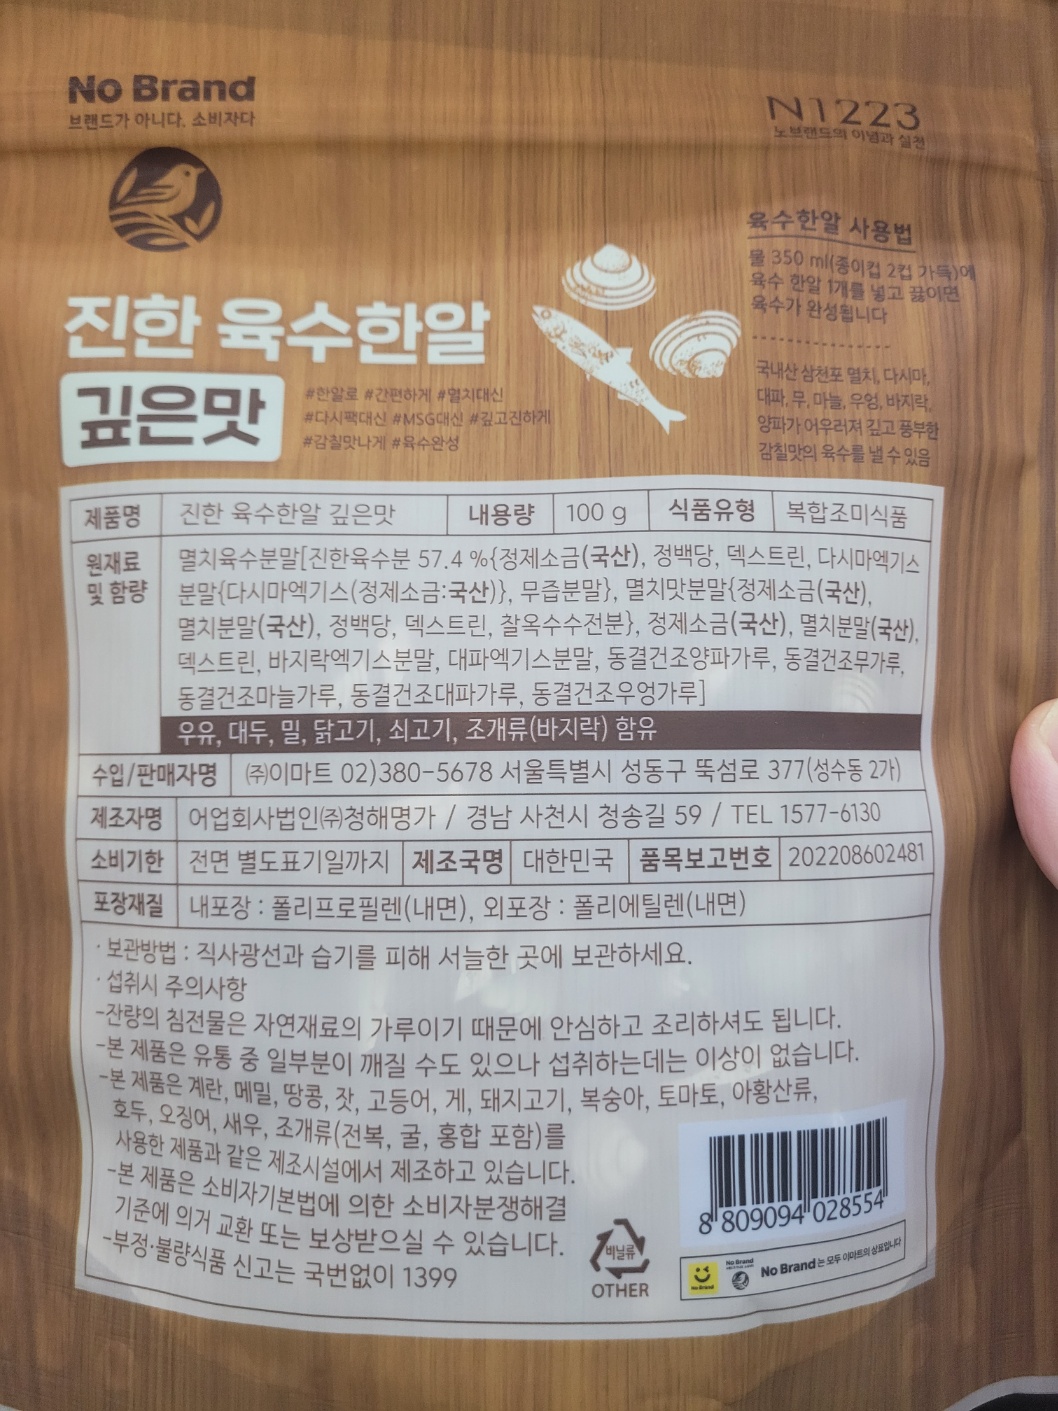 No Brand
브랜드가 아니다. 소비자다
N1223
노브랜드의 이념과 실천
육수한알 사용법
물 350 ml(종이컵 2컵 가득)에
육수 한알 1개를 넣고 끓이면
육수가 완성됩니다
국내산 삼천포 멸치, 다시마,
대파, 무, 마늘, 우엉, 바지락,
양파가 어우러져 깊고 풍부한
감칠맛의 육수를 낼 수 있음
진한 육수한알
깊은맛
#한알로 #간편하게 #멸치대신
#다시팩대신 #MSG대신 #깊고진하게
#감칠맛나게 #육수완성
제품명 진한 육수한알 깊은맛 내용량 100 g 식품유형 복합조미식품
원재료 및 함량
멸치육수분말[진한육수분 57.4 %{정제소금(국산), 정백당, 덱스트린, 다시마엑기스
분말{다시마엑기스(정제소금:국산)}, 무즙분말}, 멸치맛분말{정제소금(국산),
멸치분말(국산), 정백당, 덱스트린, 찰옥수수전분}, 정제소금(국산), 멸치분말(국산),
덱스트린, 바지락엑기스분말, 대파엑기스분말, 동결건조양파가루, 동결건조무가루,
동결건조마늘가루, 동결건조대파가루, 동결건조우엉가루]
우유, 대두, 밀, 닭고기, 쇠고기, 조개류(바지락) 함유
수입/판매자명 ㈜이마트 02)380-5678 서울특별시 성동구 뚝섬로 377(성수동 2가)
제조자명 어업회사법인㈜청해명가 / 경남 사천시 청송길 59 / TEL 1577-6130
소비기한 전면 별도표기일까지 제조국명 대한민국 품목보고번호 202208602481
포장재질 내포장 : 폴리프로필렌(내면), 외포장 : 폴리에틸렌(내면)
· 보관방법 : 직사광선과 습기를 피해 서늘한 곳에 보관하세요.
· 섭취시 주의사항
-잔량의 침전물은 자연재료의 가루이기 때문에 안심하고 조리하셔도 됩니다.
-본 제품은 유통 중 일부분이 깨질 수도 있으나 섭취하는데는 이상이 없습니다.
-본 제품은 계란, 메밀, 땅콩, 잣, 고등어, 게, 돼지고기, 복숭아, 토마토, 아황산류,
호두, 오징어, 새우, 조개류(전복, 굴, 홍합 포함)를
사용한 제품과 같은 제조시설에서 제조하고 있습니다.
-본 제품은 소비자기본법에 의한 소비자분쟁해결
기준에 의거 교환 또는 보상받으실 수 있습니다.
-부정·불량식품 신고는 국번없이 1399
비닐류
OTHER
8 809094 028554
No Brand
No Brand
No Brand는 모두 이마트의 상표입니다